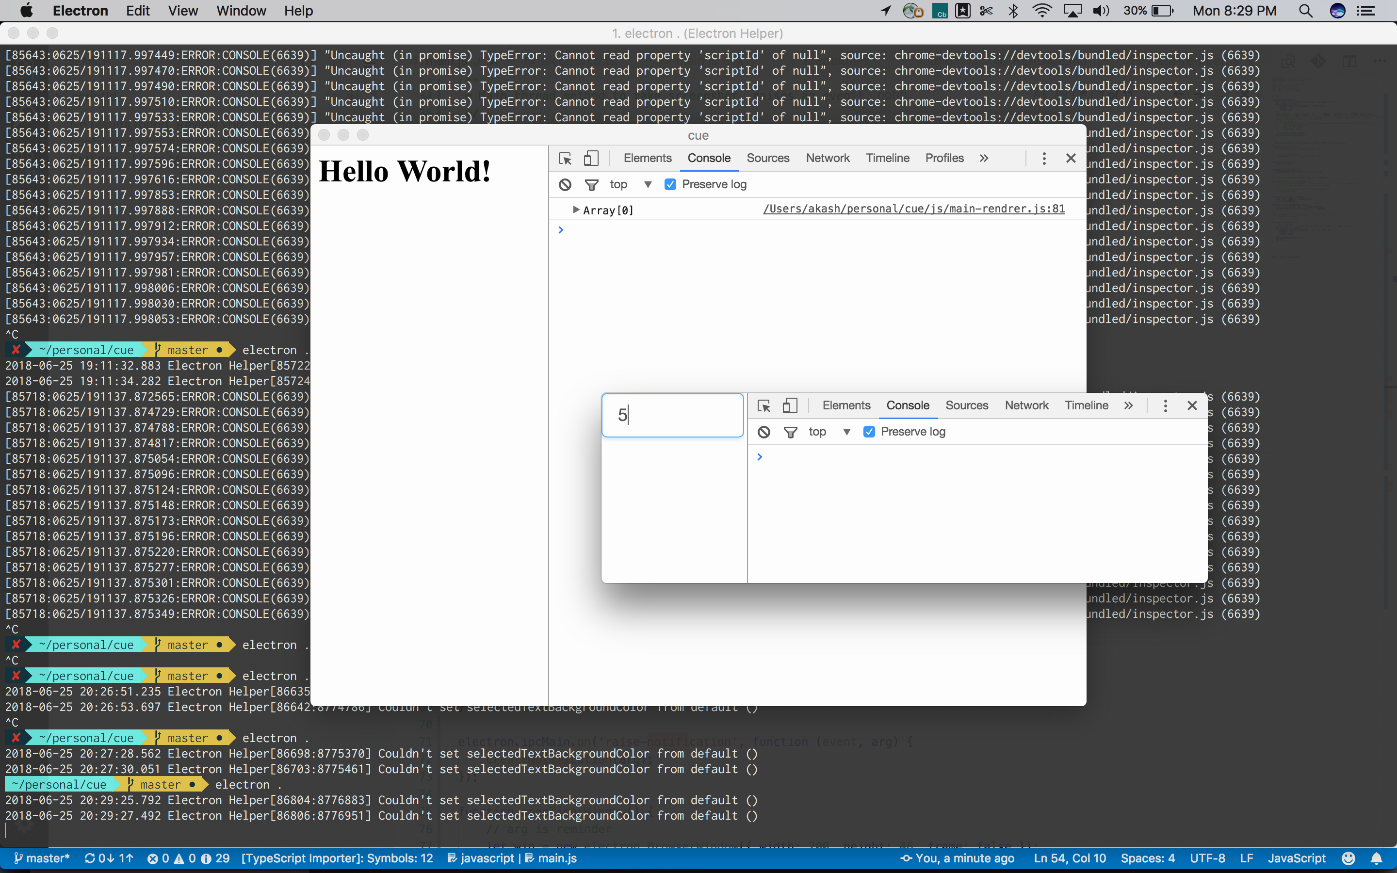 Electron Edit View Window Help 30% Mon 8:29 PM
1. electron . (Electron Helper)
[85643:0625/191117.997449:ERROR:CONSOLE(6639)] "Uncaught (in promise) TypeError: Cannot read property 'scriptId' of null", source: chrome-devtools://devtools/bundled/inspector.js (6639)
[85643:0625/191117.997470:ERROR:CONSOLE(6639)] "Uncaught (in promise) TypeError: Cannot read property 'scriptId' of null", source: chrome-devtools://devtools/bundled/inspector.js (6639)
[85643:0625/191117.997490:ERROR:CONSOLE(6639)] "Uncaught (in promise) TypeError: Cannot read property 'scriptId' of null", source: chrome-devtools://devtools/bundled/inspector.js (6639)
[85643:0625/191117.997510:ERROR:CONSOLE(6639)] "Uncaught (in promise) TypeError: Cannot read property 'scriptId' of null", source: chrome-devtools://devtools/bundled/inspector.js (6639)
[85643:0625/191117.997533:ERROR:CONSOLE(6639)] "Uncaught (in promise) TypeError: Cannot read property 'scriptId' of null", source: chrome-devtools://devtools/bundled/inspector.js (6639)
[85643:0625/191117.997553:ERROR:CONSOLE(6639) undled/inspector.js (6639)
[85643:0625/191117.997574:ERROR:CONSOLE(6639) undled/inspector.js (6639)
[85643:0625/191117.997596:ERROR:CONSOLE(6639) undled/inspector.js (6639)
[85643:0625/191117.997616:ERROR:CONSOLE(6639) undled/inspector.js (6639)
[85643:0625/191117.997853:ERROR:CONSOLE(6639) undled/inspector.js (6639)
[85643:0625/191117.997888:ERROR:CONSOLE(6639) undled/inspector.js (6639)
[85643:0625/191117.997912:ERROR:CONSOLE(6639) undled/inspector.js (6639)
[85643:0625/191117.997934:ERROR:CONSOLE(6639) undled/inspector.js (6639)
[85643:0625/191117.997957:ERROR:CONSOLE(6639) undled/inspector.js (6639)
[85643:0625/191117.997981:ERROR:CONSOLE(6639) undled/inspector.js (6639)
[85643:0625/191117.998006:ERROR:CONSOLE(6639) undled/inspector.js (6639)
[85643:0625/191117.998030:ERROR:CONSOLE(6639) undled/inspector.js (6639)
[85643:0625/191117.998053:ERROR:CONSOLE(6639) undled/inspector.js (6639)
^C
✘ ~/personal/cue master ● electron .
2018-06-25 19:11:32.883 Electron Helper[85722
2018-06-25 19:11:34.282 Electron Helper[85724
[85718:0625/191137.872565:ERROR:CONSOLE(6639) undled/inspector.js (6639)
[85718:0625/191137.874729:ERROR:CONSOLE(6639) s (6639)
[85718:0625/191137.874788:ERROR:CONSOLE(6639) s (6639)
[85718:0625/191137.874817:ERROR:CONSOLE(6639) s (6639)
[85718:0625/191137.875054:ERROR:CONSOLE(6639) s (6639)
[85718:0625/191137.875096:ERROR:CONSOLE(6639) s (6639)
[85718:0625/191137.875124:ERROR:CONSOLE(6639) s (6639)
[85718:0625/191137.875148:ERROR:CONSOLE(6639) s (6639)
[85718:0625/191137.875173:ERROR:CONSOLE(6639) s (6639)
[85718:0625/191137.875196:ERROR:CONSOLE(6639) s (6639)
[85718:0625/191137.875220:ERROR:CONSOLE(6639) s (6639)
[85718:0625/191137.875277:ERROR:CONSOLE(6639) s (6639)
[85718:0625/191137.875301:ERROR:CONSOLE(6639) undled/inspector.js (6639)
[85718:0625/191137.875326:ERROR:CONSOLE(6639) undled/inspector.js (6639)
[85718:0625/191137.875349:ERROR:CONSOLE(6639) undled/inspector.js (6639)
^C
✘ ~/personal/cue master ● electron .
^C
✘ ~/personal/cue master ● electron .
2018-06-25 20:26:51.235 Electron Helper[86635
2018-06-25 20:26:53.697 Electron Helper[86642:8774786] Couldn't set selectedTextBackgroundColor from default ()
^C
✘ ~/personal/cue master ● electron .
2018-06-25 20:27:28.562 Electron Helper[86698:8775370] Couldn't set selectedTextBackgroundColor from default ()
2018-06-25 20:27:30.051 Electron Helper[86703:8775461] Couldn't set selectedTextBackgroundColor from default ()
~/personal/cue master ● electron .
2018-06-25 20:29:25.792 Electron Helper[86804:8776883] Couldn't set selectedTextBackgroundColor from default ()
2018-06-25 20:29:27.492 Electron Helper[86806:8776951] Couldn't set selectedTextBackgroundColor from default ()
cue
Hello World!
Elements Console Sources Network Timeline Profiles »
top ▼ Preserve log
▶Array[0] /Users/akash/personal/cue/js/main-rendrer.js:81
>
5
Elements Console Sources Network Timeline »
top ▼ Preserve log
>
electron.ipcMain.on('raise-notification', function (event, arg) {
// arg is reminder
master* 0↓ 1↑ 0 0 29 [TypeScript Importer]: Symbols: 12 javascript | main.js You, a minute ago Ln 54, Col 10 Spaces: 4 UTF-8 LF JavaScript